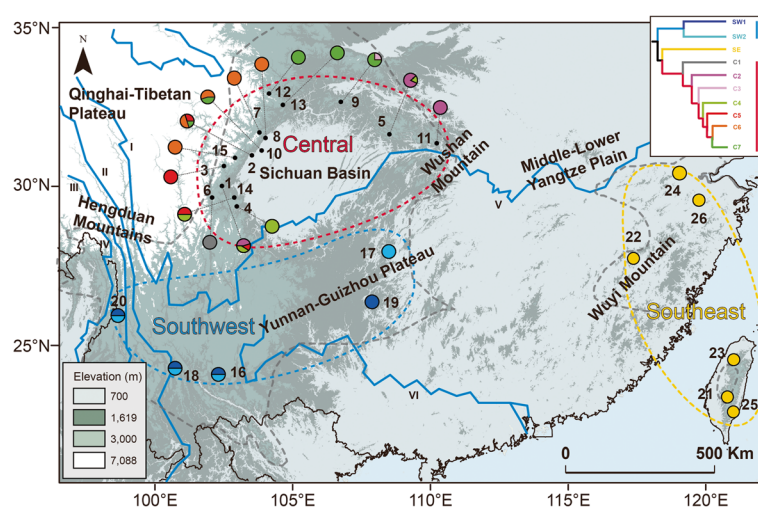 35°N
30°N
25°N
N
Qinghai-Tibetan
Plateau
I
II
III
Hengduan
Mountains
IV
12
13
7
8
9
5
11
10
15
3
2
6
1
14
4
Central
Sichuan Basin
Wushan
Mountain
Middle-Lower
Yangtze Plain
V
24
26
22
Wuyi Mountain
Southeast
17
19
Yunnan-Guizhou Plateau
Southwest
20
18
16
VI
23
21
25
SW1
SW2
SE
C1
C2
C3
C4
C5
C6
C7
Elevation (m)
700
1,619
3,000
7,088
0
500 Km
100°E
105°E
110°E
115°E
120°E